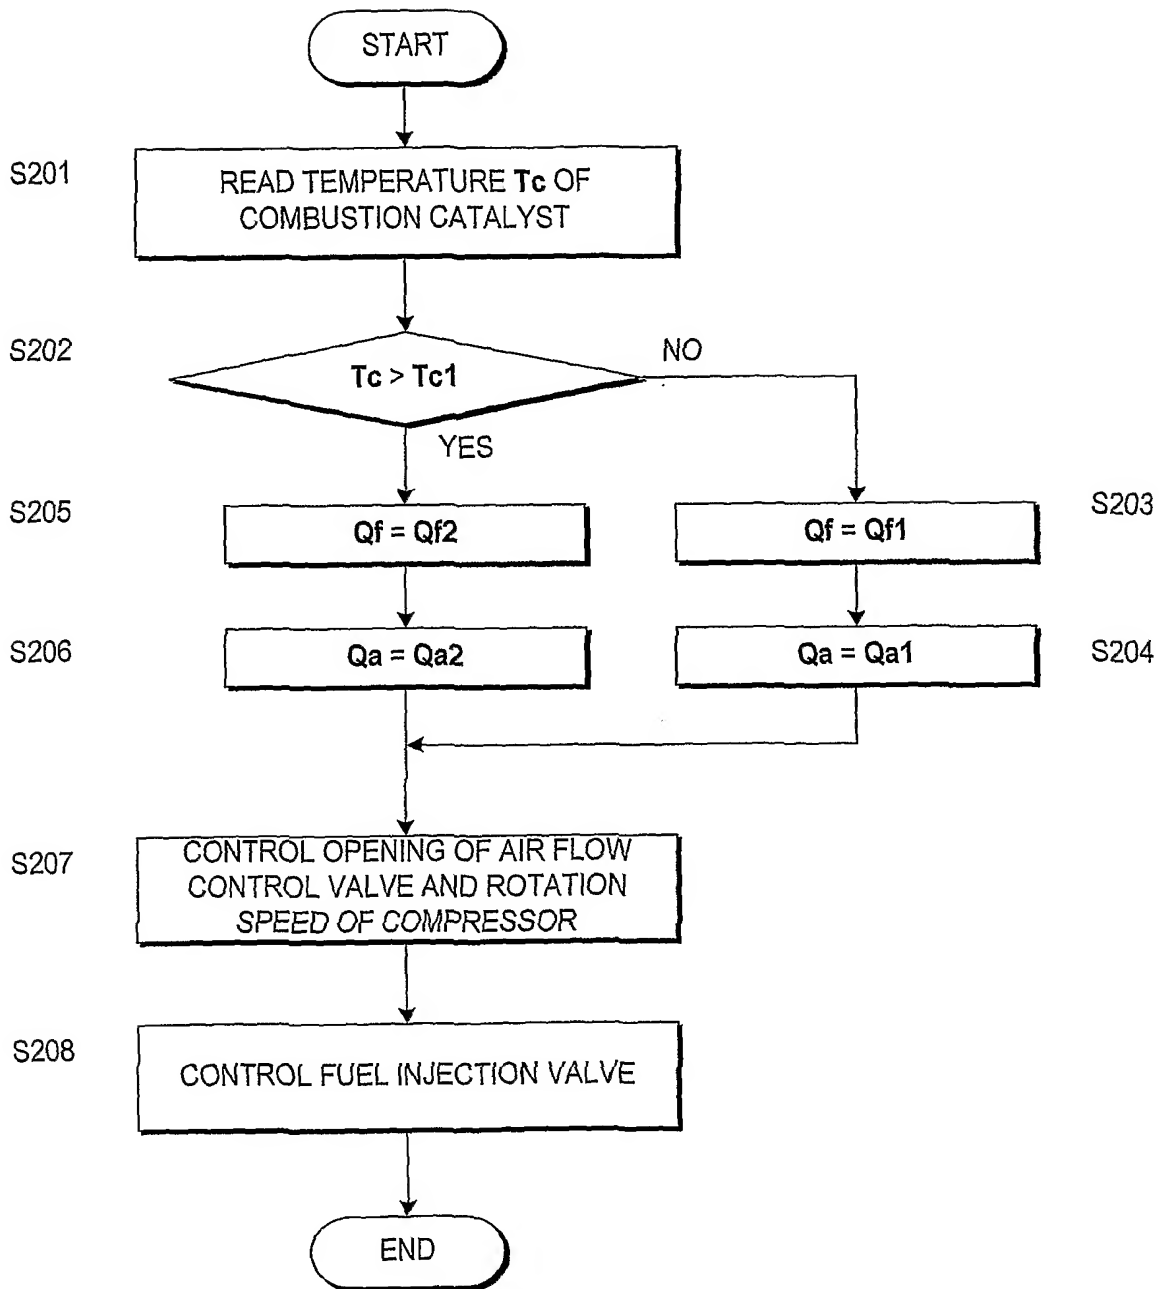 START
S201
READ TEMPERATURE Tc OF
COMBUSTION CATALYST
S202
Tc > Tc1
NO
YES
S205
Qf = Qf2
Qf = Qf1
S203
S206
Qa = Qa2
Qa = Qa1
S204
S207
CONTROL OPENING OF AIR FLOW
CONTROL VALVE AND ROTATION
SPEED OF COMPRESSOR
S208
CONTROL FUEL INJECTION VALVE
END